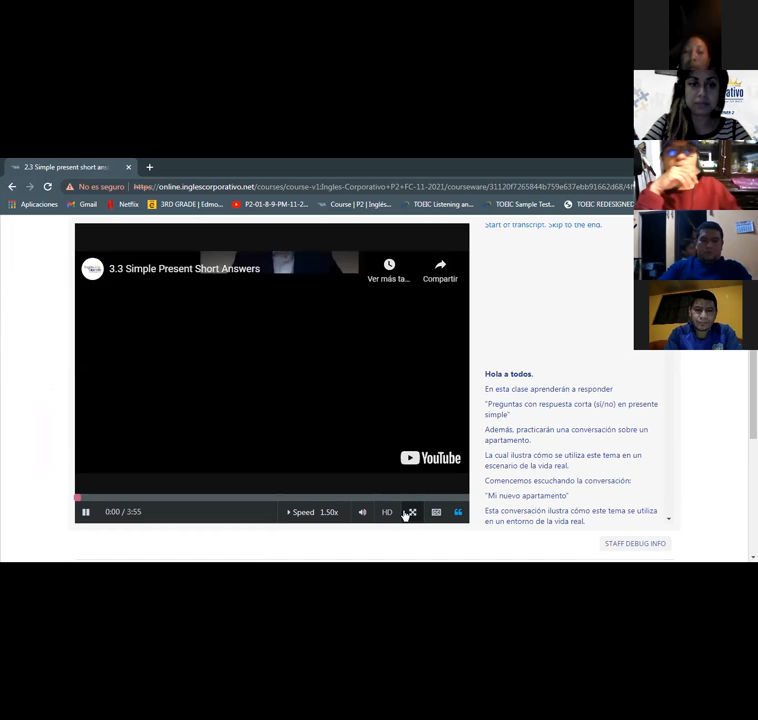 ativo
2.3 Simple present short ans
No es seguro
https://online.inglescorporativo.net/courses/course-v1:Ingles-Corporativo+P2+FC-11-2021/courseware/31120f7265844b759e637ebb91662d68/4f
Aplicaciones
Gmail
Netflix
3RD GRADE | Edmo...
P2-01-8-9-PM-11-2...
Course | P2 | Inglés...
TOEIC Listening an...
TOEIC Sample Test...
TOEIC REDESIGNED
Start of transcript. Skip to the end.
3.3 Simple Present Short Answers
Ver más ta...
Compartir
YouTube
0:00 / 3:55
Speed 1.50x
HD
Hola a todos.
En esta clase aprenderán a responder
"Preguntas con respuesta corta (sí/no) en presente
simple"
Además, practicarán una conversación sobre un
apartamento.
La cual ilustra cómo se utiliza este tema en un
escenario de la vida real.
Comencemos escuchando la conversación:
"Mi nuevo apartamento"
Esta conversación ilustra cómo este tema se utiliza
en un entorno de la vida real.
STAFF DEBUG INFO